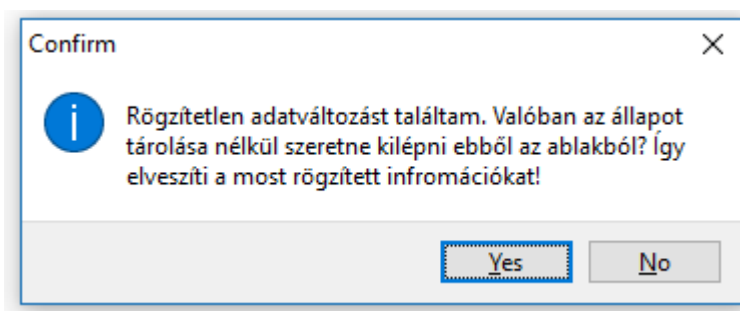 Confirm
Rögzítetlen adatváltozást találtam. Valóban az állapot
tárolása nélkül szeretne kilépni ebből az ablakból? Így
elveszíti a most rögzített infromációkat!
Yes
No